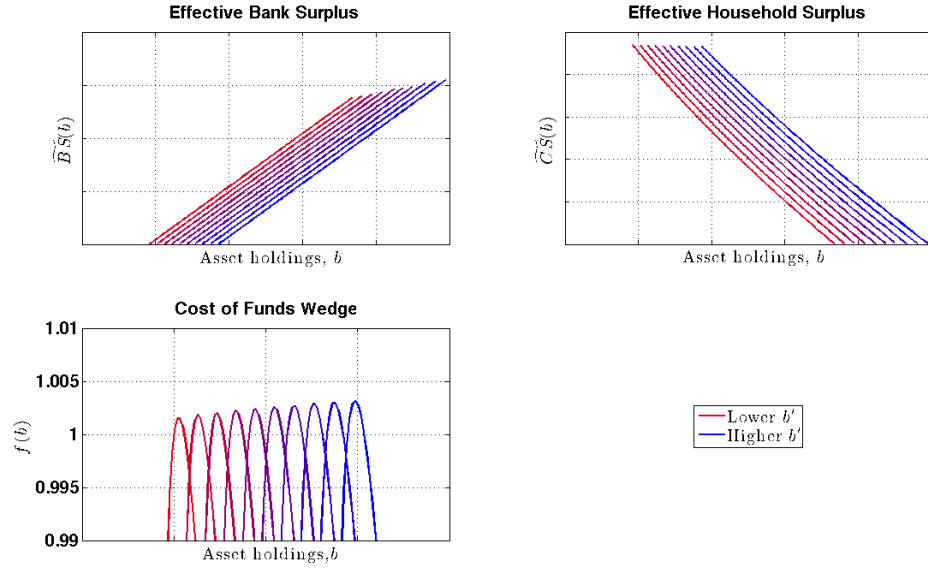 Effective Bank Surplus
B̃S(b)
Asset holdings, b
Effective Household Surplus
C̃S(b)
Asset holdings, b
Cost of Funds Wedge
1.01
1.005
1
0.995
0.99
f(b)
Asset holdings,b
Lower b′
Higher b′